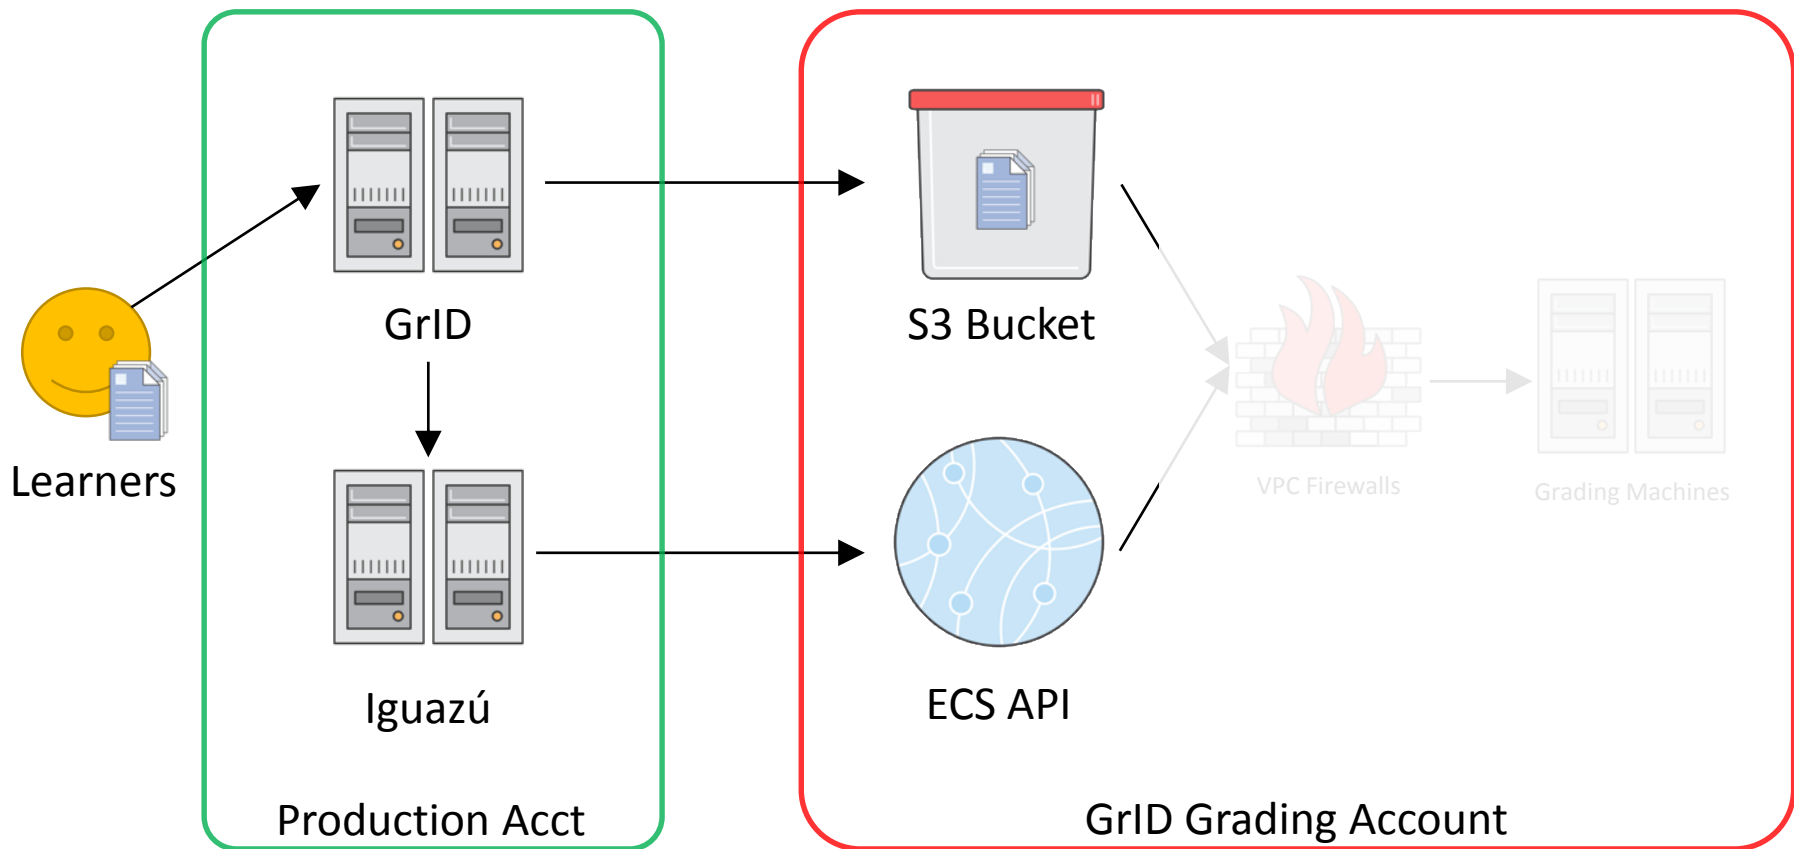 GrID
S3 Bucket
Learners
VPC Firewalls
Grading Machines
Iguazú
ECS API
Production Acct
GrID Grading Account